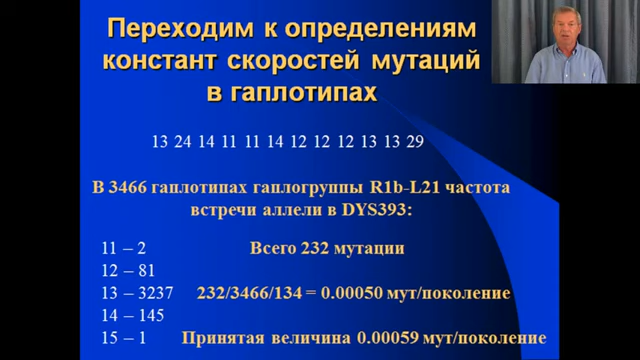 Переходим к определениям
констант скоростей мутаций
в гаплотипах
13 24 14 11 11 14 12 12 12 13 13 29
В 3466 гаплотипах гаплогруппы R1b-L21 частота
встречи аллели в DYS393:
11 – 2 Всего 232 мутации
12 – 81
13 – 3237 232/3466/134 = 0.00050 мут/поколение
14 – 145
15 – 1 Принятая величина 0.00059 мут/поколение